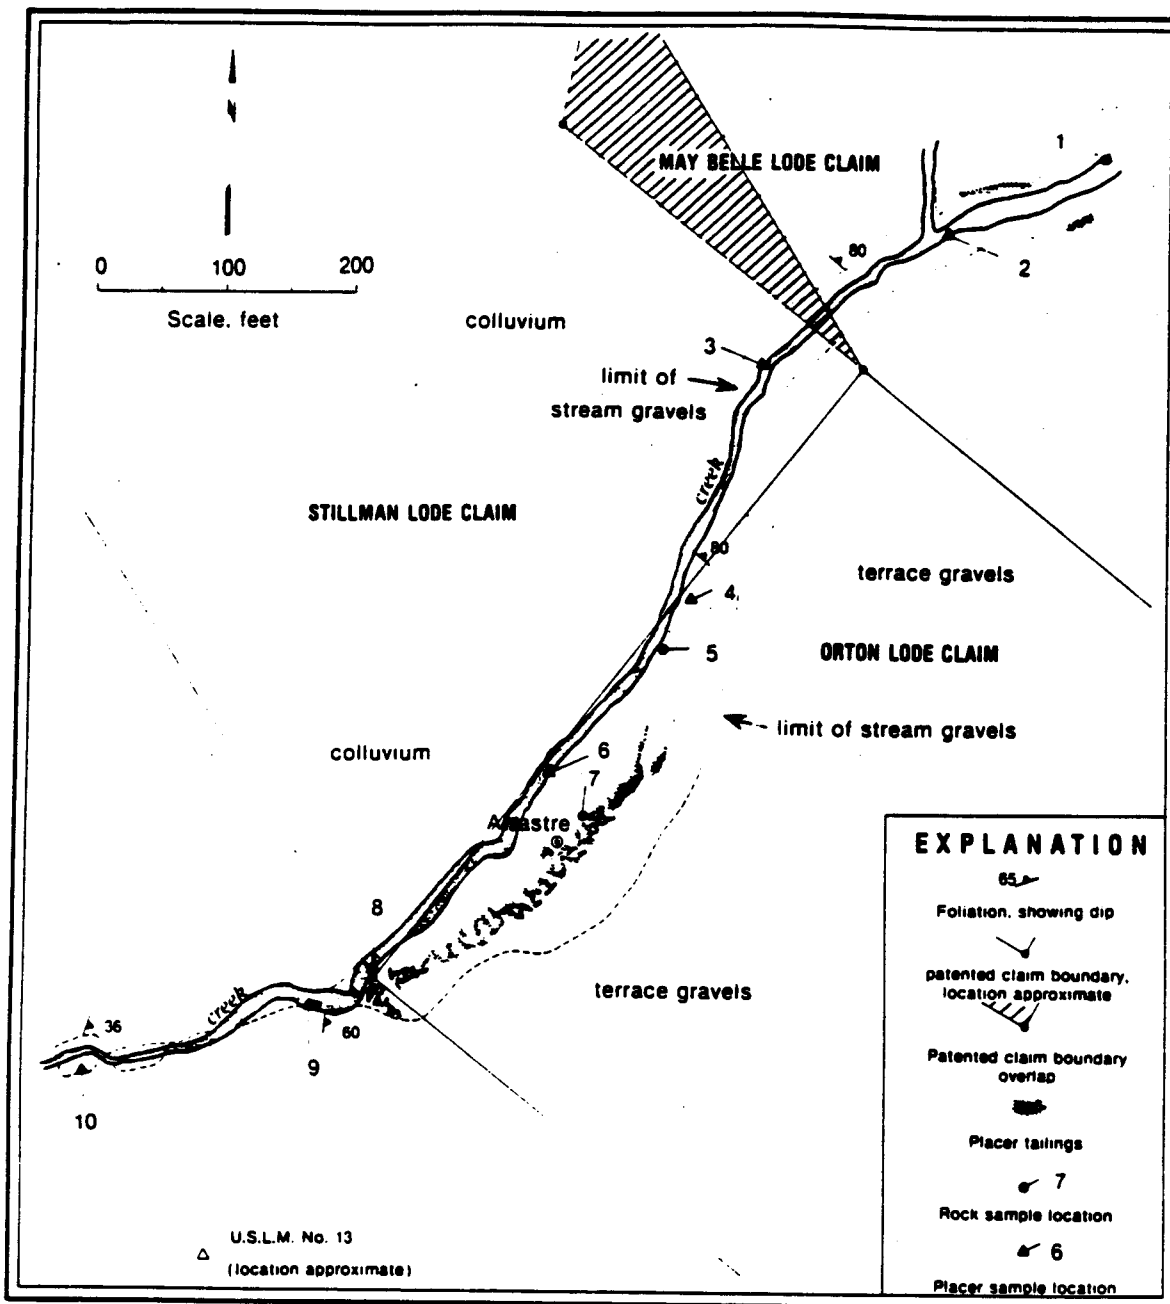 N
1
MAY BELLE LODE CLAIM
80
2
0 100 200
Scale. feet
colluvium
3
limit of
stream gravels
creek
STILLMAN LODE CLAIM
80
terrace gravels
4
5
ORTON LODE CLAIM
limit of stream gravels
colluvium
6
7
Arrastre
8
terrace gravels
creek
36
60
9
10
U.S.L.M. No. 13
(location approximate)
EXPLANATION
65
Foliation, showing dip
patented claim boundary,
location approximate
Patented claim boundary
overlap
Placer tailings
7
Rock sample location
6
Placer sample location